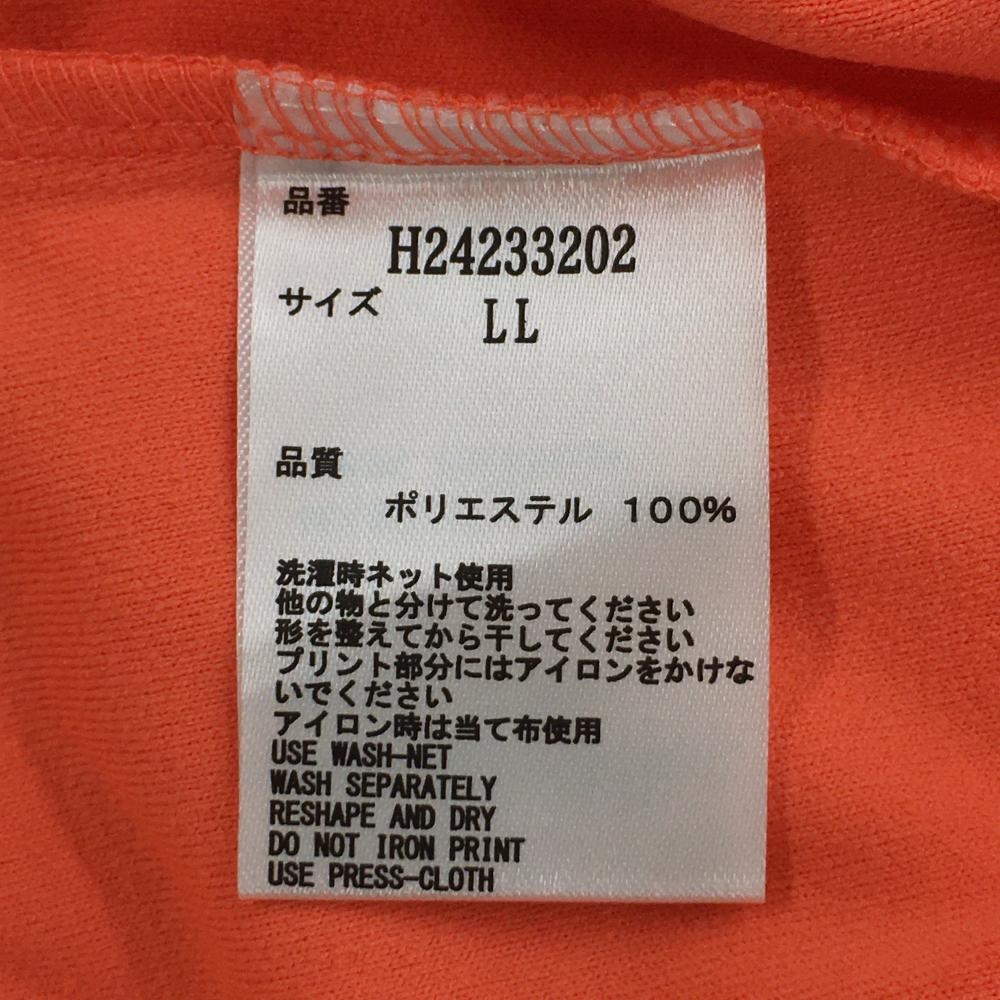 品番
H24233202
サイズ
LL
品質
ポリエステル 100%
洗濯時ネット使用
他の物と分けて洗ってください
形を整えてから干してください
プリント部分にはアイロンをかけな
いでください
アイロン時は当て布使用
USE WASH-NET
WASH SEPARATELY
RESHAPE AND DRY
DO NOT IRON PRINT
USE PRESS-CLOTH